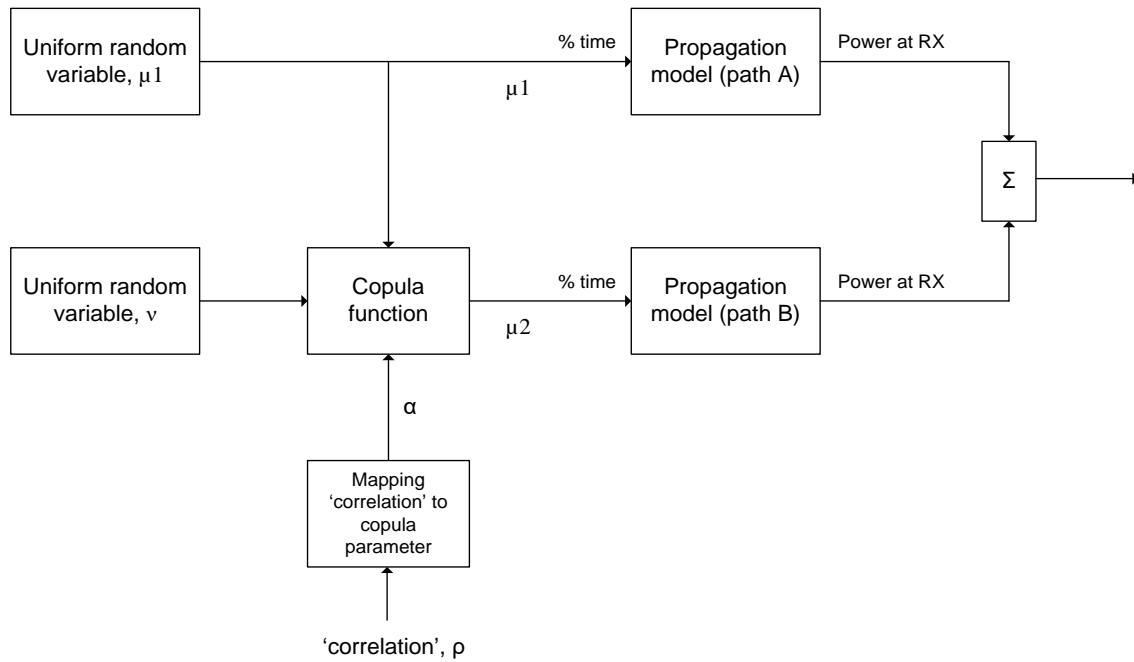 Uniform random
variable, μ1
% time
μ1
Propagation
model (path A)
Power at RX
Σ
Uniform random
variable, ν
Copula
function
% time
μ2
Propagation
model (path B)
Power at RX
α
Mapping
‘correlation’ to
copula
parameter
‘correlation’, ρ